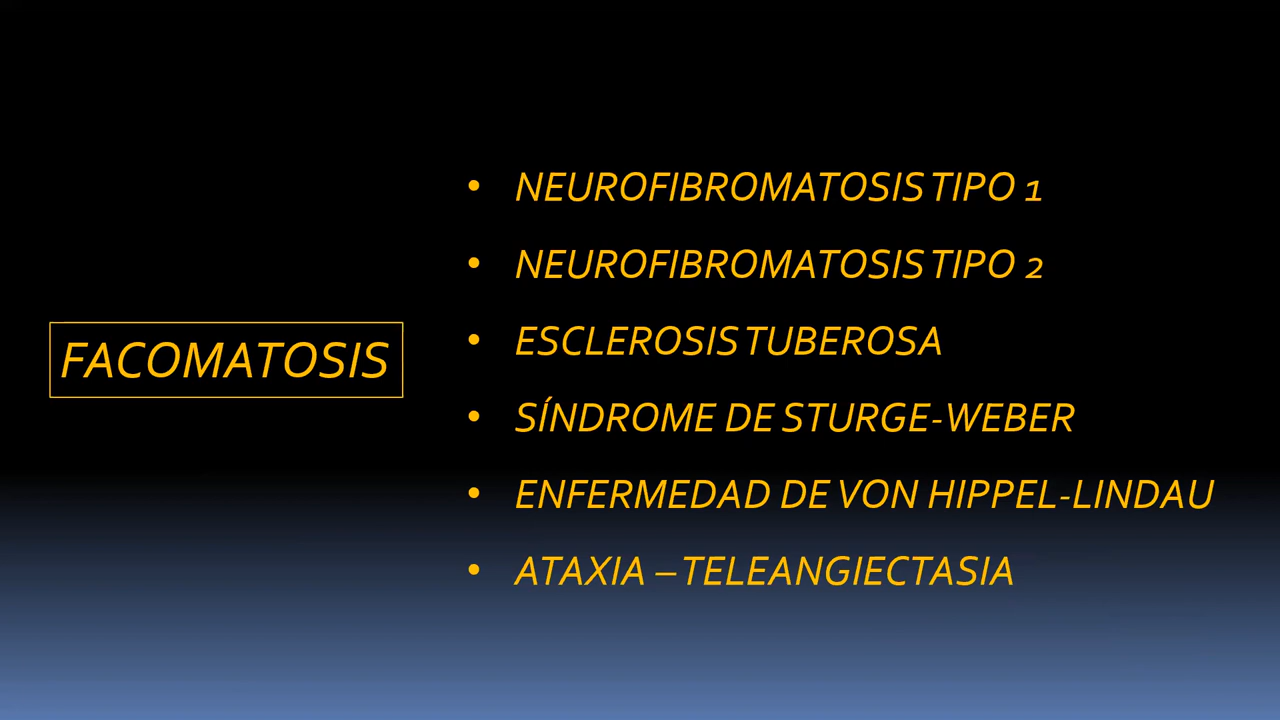 FACOMATOSIS
• NEUROFIBROMATOSIS TIPO 1
• NEUROFIBROMATOSIS TIPO 2
• ESCLEROSIS TUBEROSA
• SÍNDROME DE STURGE-WEBER
• ENFERMEDAD DE VON HIPPEL-LINDAU
• ATAXIA – TELEANGIECTASIA